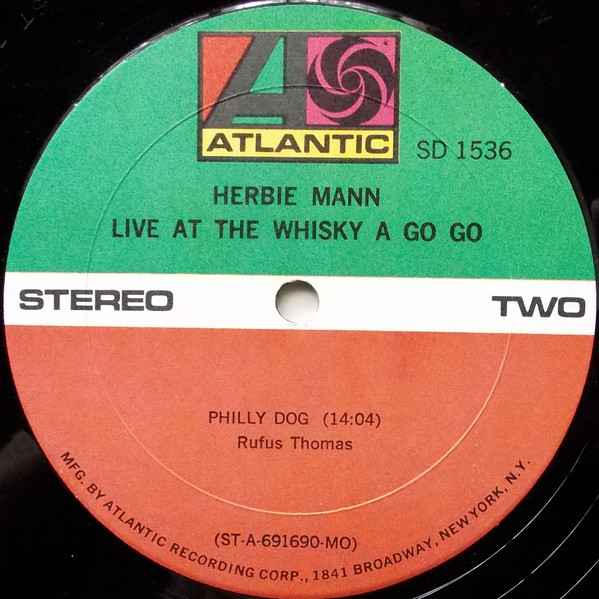 ATLANTIC
SD 1536
HERBIE MANN
LIVE AT THE WHISKY A GO GO
STEREO
TWO
PHILLY DOG (14:04)
Rufus Thomas
(ST-A-691690-MO)
MFG. BY ATLANTIC RECORDING CORP., 1841 BROADWAY, NEW YORK, N.Y.